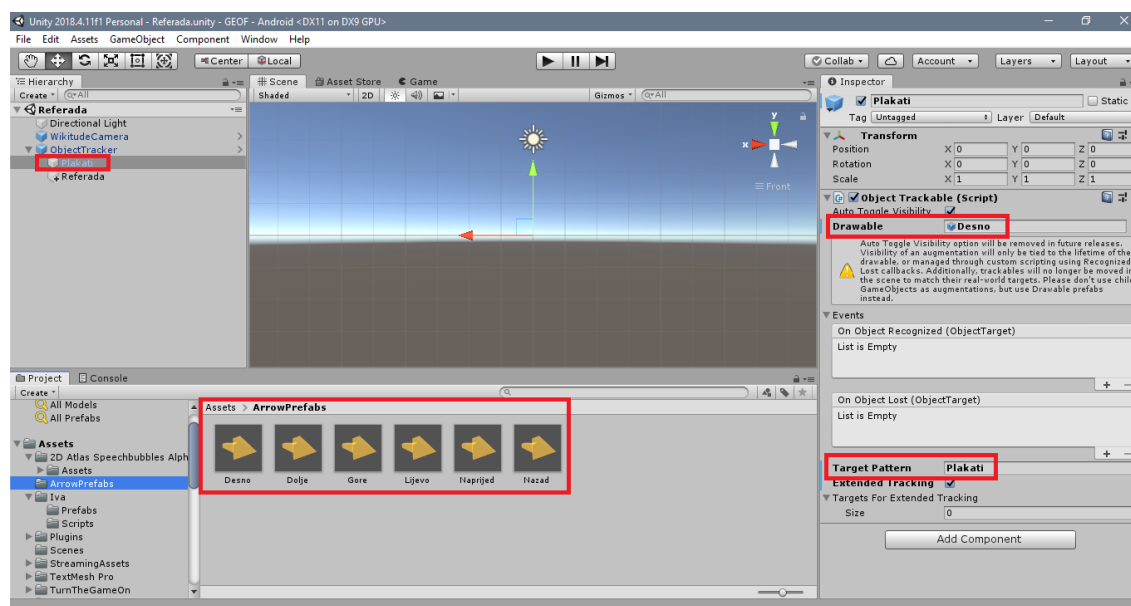 Unity 2018.4.11f1 Personal - Referada.unity - GEOF - Android <DX11 on DX9 GPU>
File Edit Assets GameObject Component Window Help
Center Local Collab Account Layers Layout
Hierarchy
Create All
Referada
Directional Light
WikitudeCamera
ObjectTracker
Plakati
Referada
Scene Asset Store Game
Shaded 2D Gizmos All
y
x
Front
Inspector
Plakati Static
Tag Untagged Layer Default
Transform
Position X 0 Y 0 Z 0
Rotation X 0 Y 0 Z 0
Scale X 1 Y 1 Z 1
Object Trackable (Script)
Auto Toggle Visibility
Drawable Desno
Auto Toggle Visibility option will be removed in future releases.
Visibility of an augmentation will only be tied to the lifetime of the
drawable, or managed through custom scripting using Recognized
Lost callbacks. Additionally, trackables will no longer be moved in
the scene to match their real-world targets. Please don't use chil
GameObjects as augmentations, but use Drawable prefabs
instead.
Events
On Object Recognized (ObjectTarget)
List is Empty
+ −
On Object Lost (ObjectTarget)
List is Empty
+ −
Target Pattern Plakati
Extended Tracking
Targets For Extended Tracking
Size 0
Add Component
Project Console
Create
All Models
All Prefabs
Assets
2D Atlas Speechbubbles Alph
Assets
ArrowPrefabs
Iva
Prefabs
Scripts
Plugins
Scenes
StreamingAssets
TextMesh Pro
TurnTheGameOn
Assets > ArrowPrefabs
Desno Dolje Gore Lijevo Naprijed Nazad